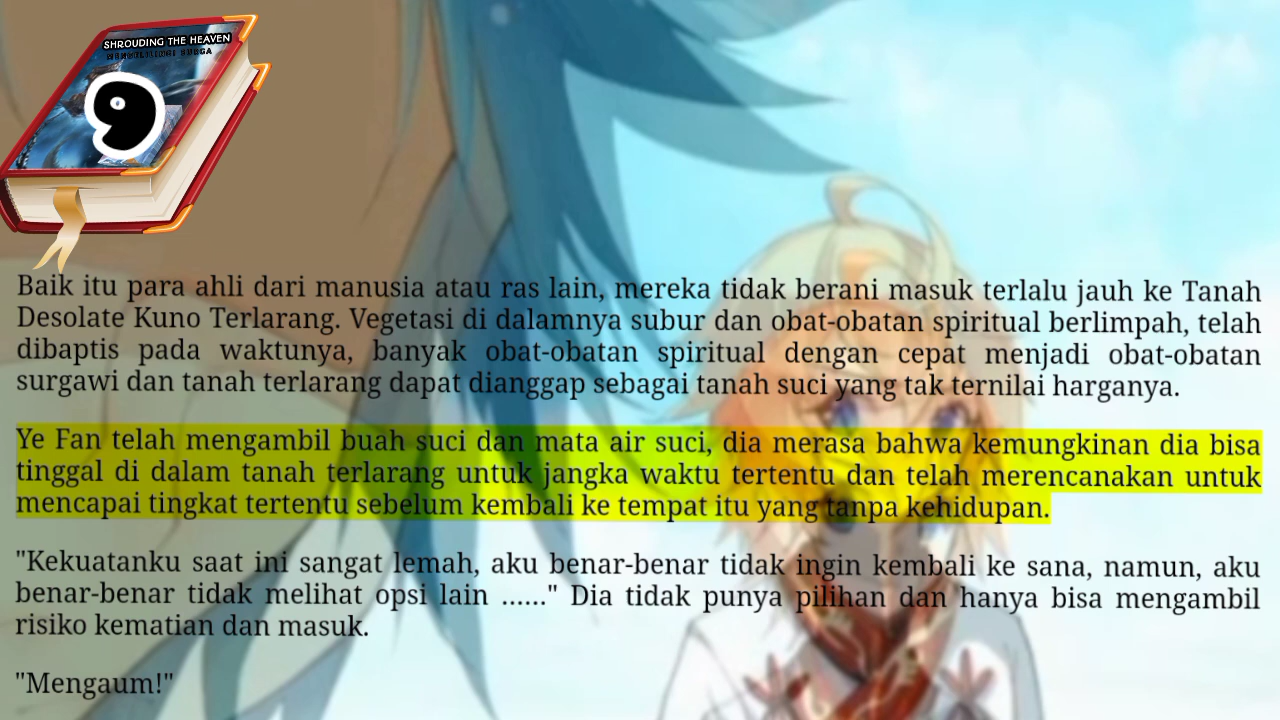 SHROUDING THE HEAVEN
9
Baik itu para ahli dari manusia atau ras lain, mereka tidak berani masuk terlalu jauh ke Tanah
Desolate Kuno Terlarang. Vegetasi di dalamnya subur dan obat-obatan spiritual berlimpah, telah
dibaptis pada waktunya, banyak obat-obatan spiritual dengan cepat menjadi obat-obatan
surgawi dan tanah terlarang dapat dianggap sebagai tanah suci yang tak ternilai harganya.
Ye Fan telah mengambil buah suci dan mata air suci, dia merasa bahwa kemungkinan dia bisa
tinggal di dalam tanah terlarang untuk jangka waktu tertentu dan telah merencanakan untuk
mencapai tingkat tertentu sebelum kembali ke tempat itu yang tanpa kehidupan.
"Kekuatanku saat ini sangat lemah, aku benar-benar tidak ingin kembali ke sana, namun, aku
benar-benar tidak melihat opsi lain ......" Dia tidak punya pilihan dan hanya bisa mengambil
risiko kematian dan masuk.
"Mengaum!"